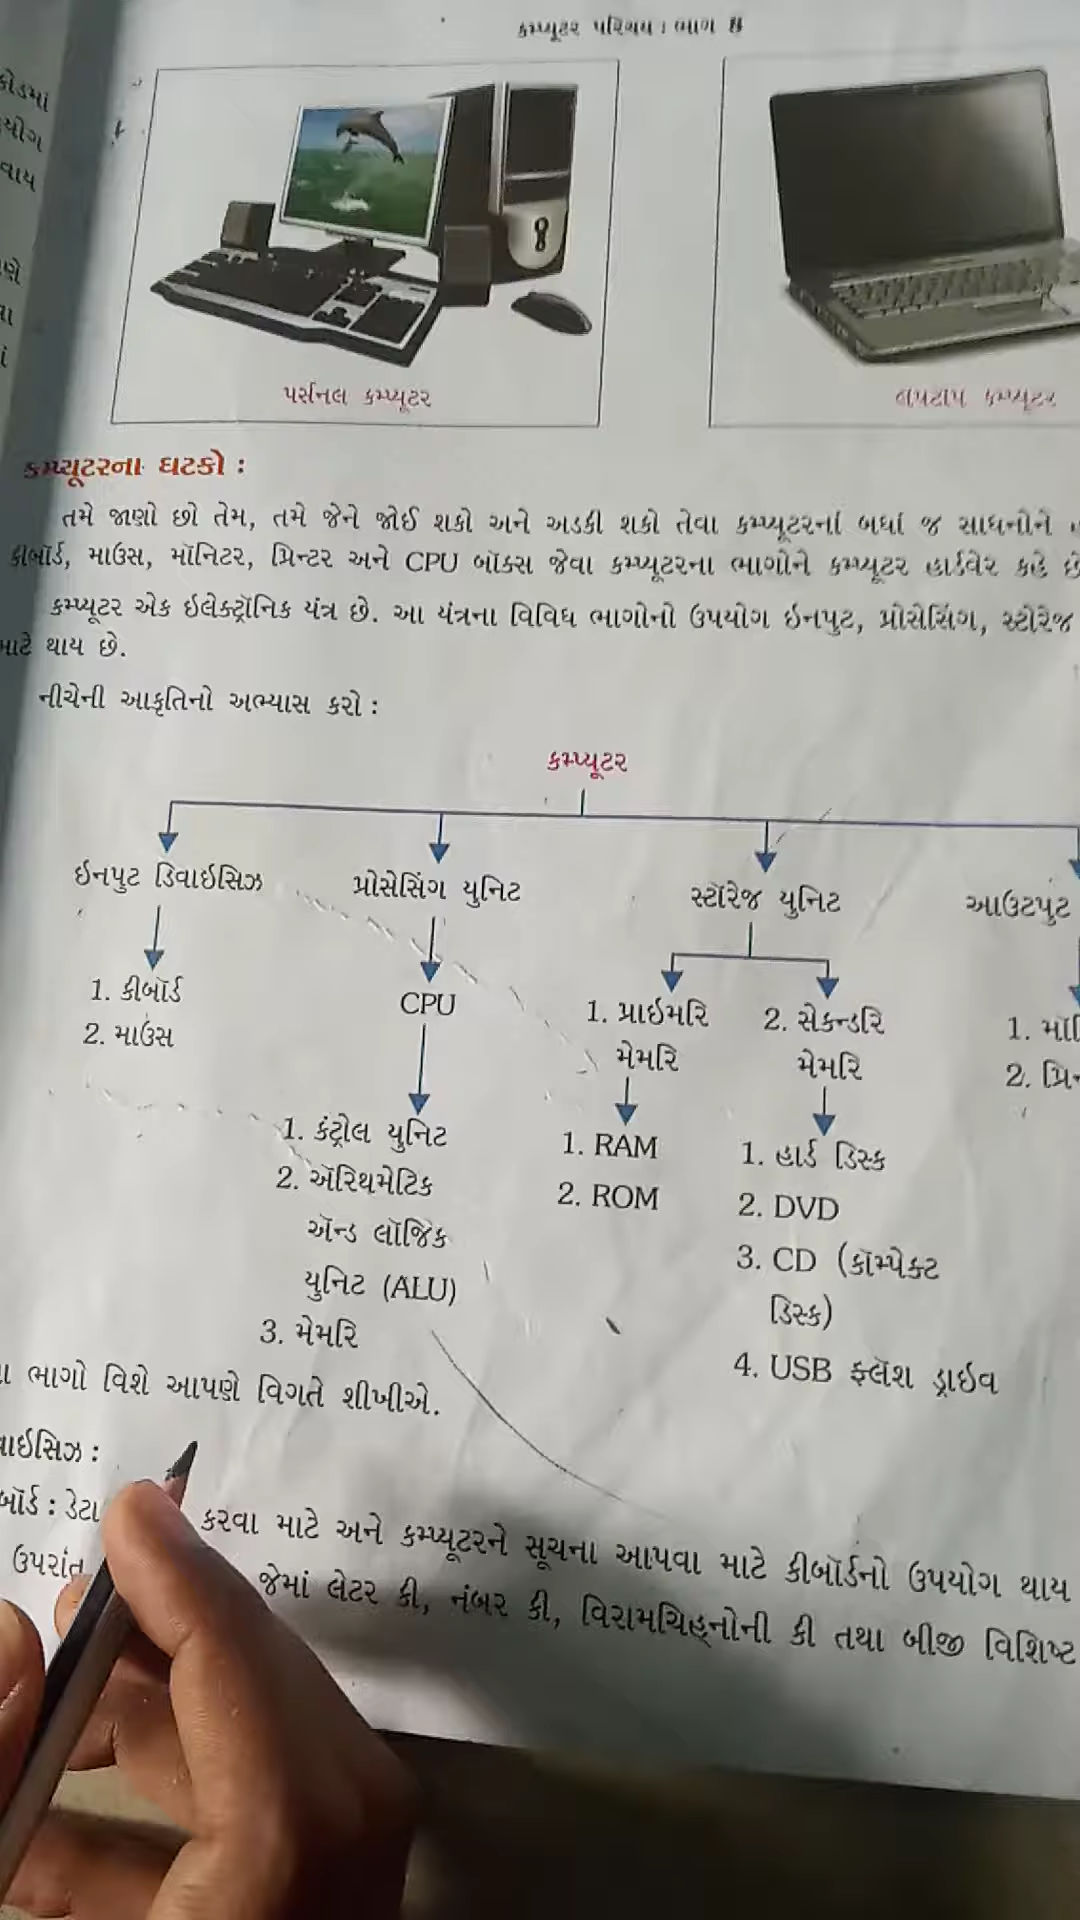 કમ્પ્યૂટર પરિચય : ભાગ 8
કોડમાં
યોગ
વાય
પર્સનલ કમ્પ્યૂટર
લેપટોપ કમ્પ્યૂટર
કમ્પ્યૂટરના ઘટકો :
તમે જાણો છો તેમ, તમે જેને જોઈ શકો અને અડકી શકો તેવા કમ્પ્યૂટરનાં બધાં જ સાધનોને
કીબૉર્ડ, માઉસ, મૉનિટર, પ્રિન્ટર અને CPU બૉક્સ જેવા કમ્પ્યૂટરના ભાગોને કમ્પ્યૂટર હાર્ડવેર કહે છે
કમ્પ્યૂટર એક ઇલેક્ટ્રૉનિક યંત્ર છે. આ યંત્રના વિવિધ ભાગોનો ઉપયોગ ઇનપુટ, પ્રોસેસિંગ, સ્ટોરેજ
માટે થાય છે.
નીચેની આકૃતિનો અભ્યાસ કરો :
કમ્પ્યૂટર
ઇનપુટ ડિવાઇસિઝ
પ્રોસેસિંગ યુનિટ
સ્ટૉરેજ યુનિટ
આઉટપુટ
1. કીબૉર્ડ
2. માઉસ
CPU
1. કંટ્રોલ યુનિટ
2. ઍરિથમેટિક
ઍન્ડ લૉજિક
યુનિટ (ALU)
3. મેમરિ
1. પ્રાઇમરિ
મેમરિ
1. RAM
2. ROM
2. સેકન્ડરિ
મેમરિ
1. હાર્ડ ડિસ્ક
2. DVD
3. CD (કૉમ્પેક્ટ
ડિસ્ક)
4. USB ફ્લૅશ ડ્રાઇવ
1. મૉ
2. પ્રિ
ભાગો વિશે આપણે વિગતે શીખીએ.
વાઇસિઝ :
બૉર્ડ : ડેટા કરવા માટે અને કમ્પ્યૂટરને સૂચના આપવા માટે કીબૉર્ડનો ઉપયોગ થાય
ઉપરાંત જેમાં લેટર કી, નંબર કી, વિરામચિહ્નોની કી તથા બીજી વિશિષ્ટ